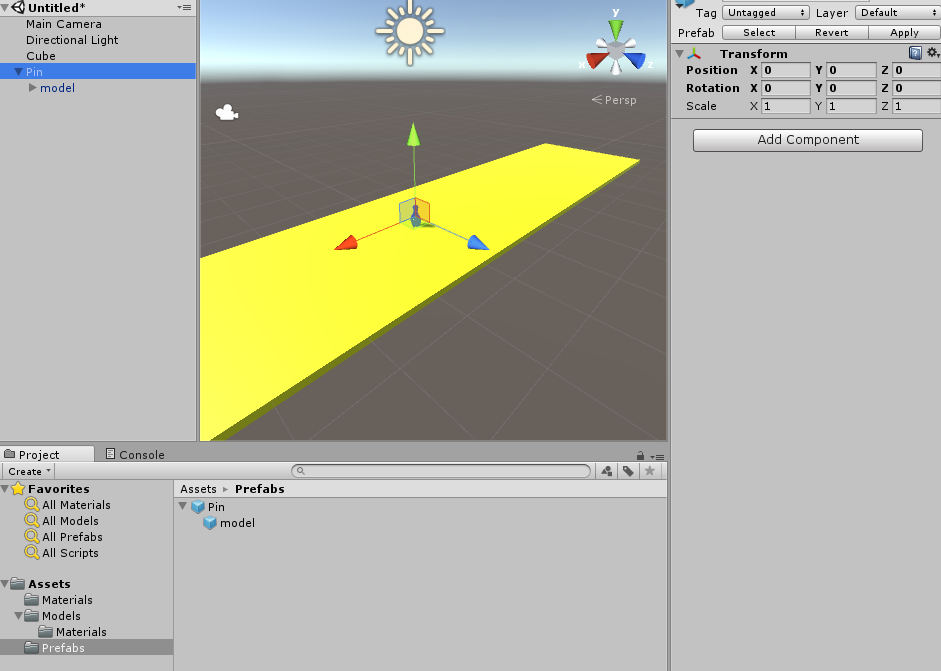 Untitled*
Main Camera
Directional Light
Cube
Pin
model
y
x
z
Persp
Tag Untagged Layer Default
Prefab Select Revert Apply
Transform
Position X 0 Y 0 Z 0
Rotation X 0 Y 0 Z 0
Scale X 1 Y 1 Z 1
Add Component
Project Console
Create
Favorites
All Materials
All Models
All Prefabs
All Scripts
Assets
Materials
Models
Materials
Prefabs
Assets ▸ Prefabs
Pin
model